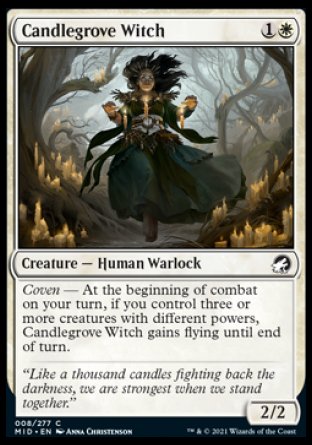 Candlegrove Witch 1
Creature — Human Warlock
Coven — At the beginning of combat
on your turn, if you control three or
more creatures with different powers,
Candlegrove Witch gains flying until
end of turn.
"Like a thousand candles fighting back the
darkness, we are strongest when we stand
together."
2/2
008/277 C
MID • EN Anna Christenson
™ & © 2021 Wizards of the Coast